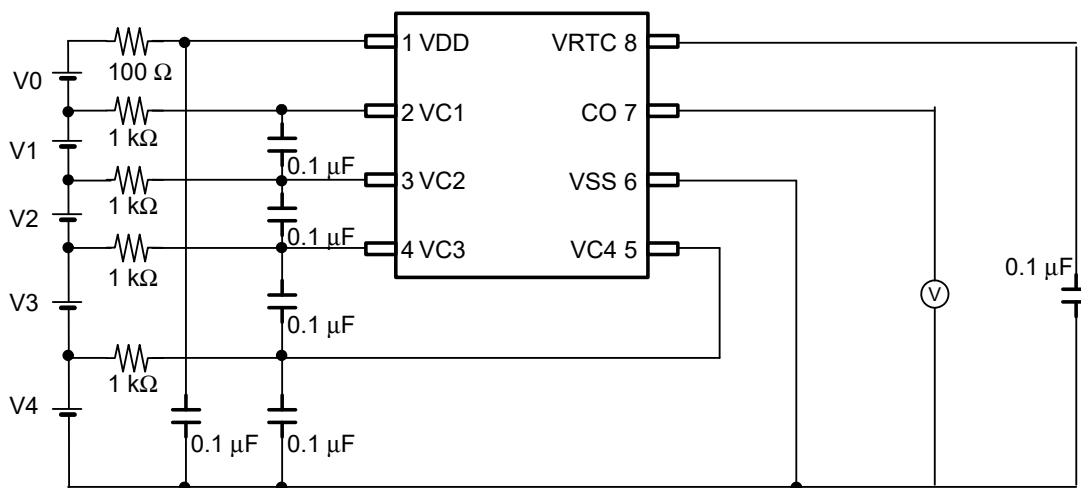 1 VDD VRTC 8
V0
100 Ω
2 VC1 CO 7
V1
1 kΩ
0.1 μF
3 VC2 VSS 6
V2
1 kΩ
0.1 μF
4 VC3 VC4 5
1 kΩ
0.1 μF
V
V3
0.1 μF
1 kΩ
V4
0.1 μF
0.1 μF